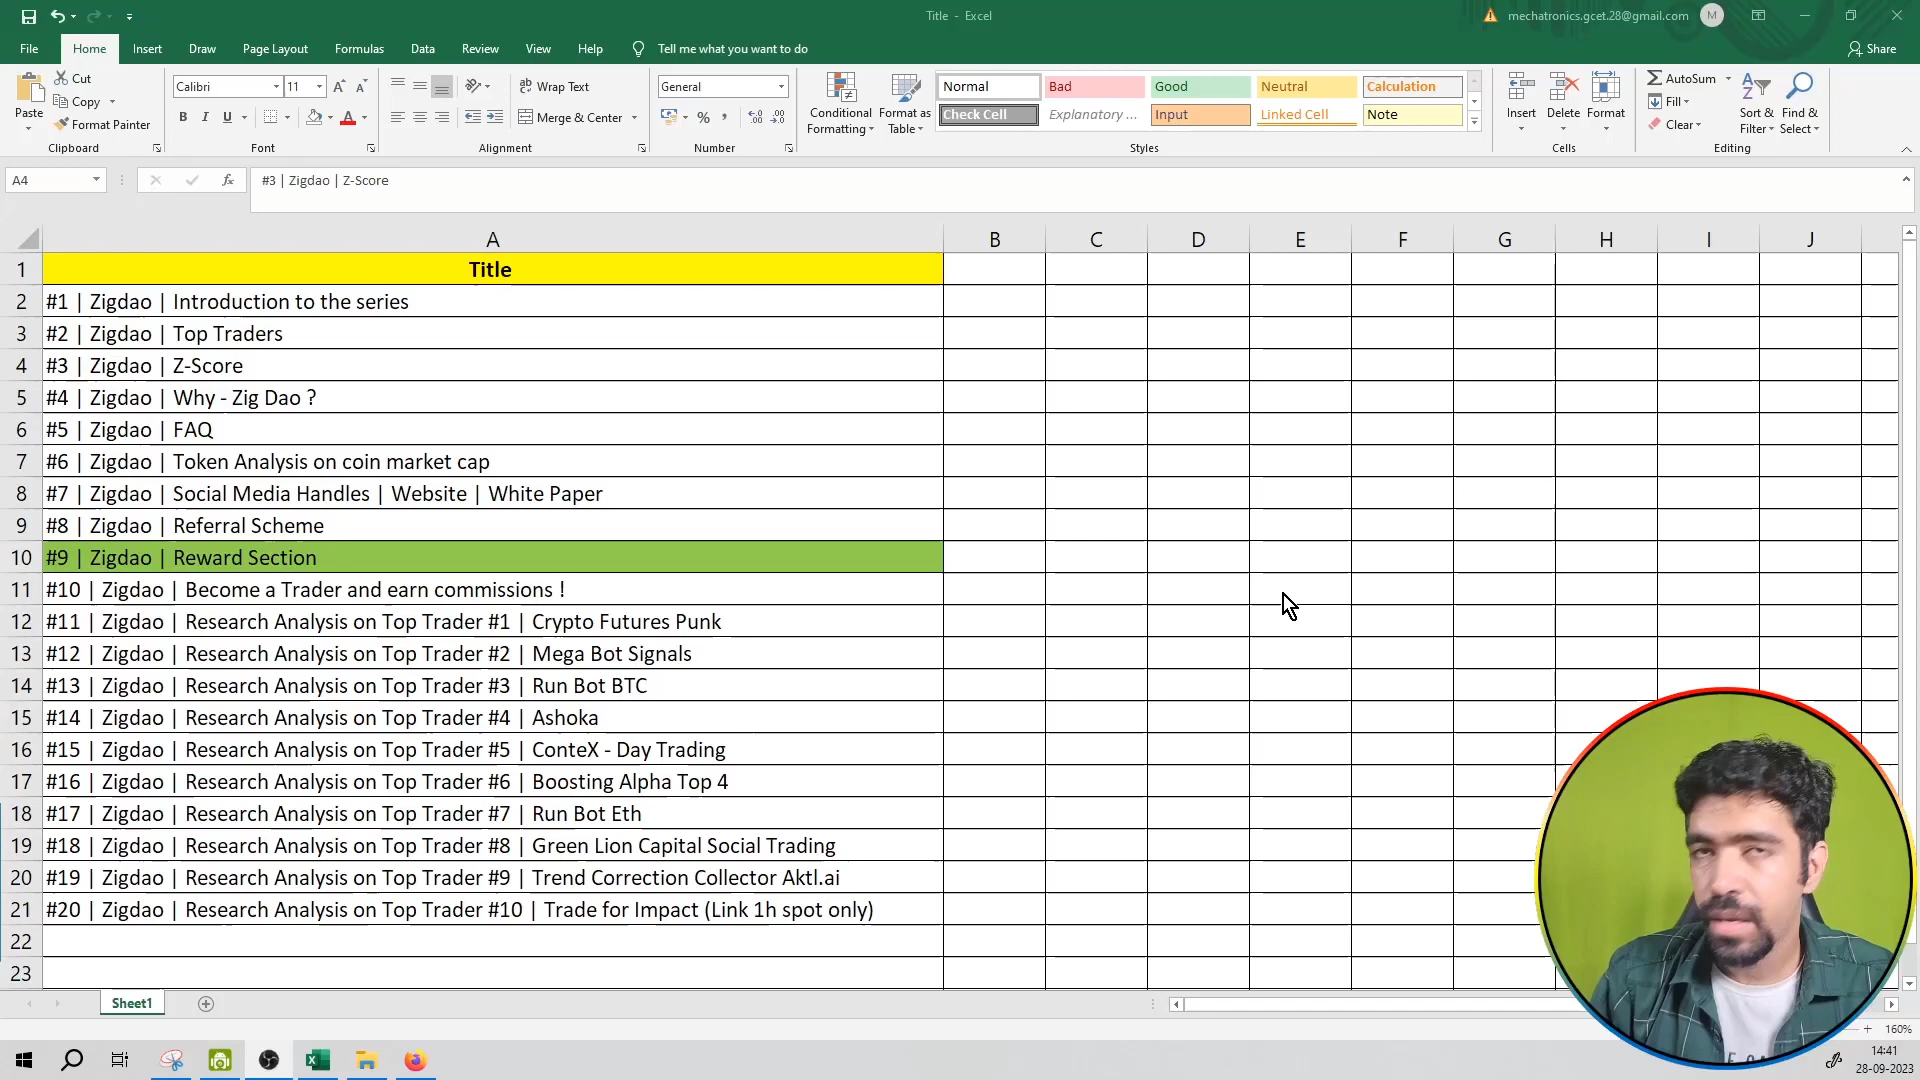 Title - Excel
mechatronics.gcet.28@gmail.com
M
File
Home
Insert
Draw
Page Layout
Formulas
Data
Review
View
Help
Tell me what you want to do
Share
Paste
Cut
Copy
Format Painter
Clipboard
Calibri
11
B I U
Font
Wrap Text
Merge & Center
Alignment
General
Number
Conditional Formatting
Format as Table
Normal
Bad
Good
Neutral
Calculation
Check Cell
Explanatory ...
Input
Linked Cell
Note
Styles
Insert
Delete
Format
Cells
AutoSum
Fill
Clear
Sort & Filter
Find & Select
Editing
A4
fx
#3 | Zigdao | Z-Score
A B C D E F G H I J
1 Title
2 #1 | Zigdao | Introduction to the series
3 #2 | Zigdao | Top Traders
4 #3 | Zigdao | Z-Score
5 #4 | Zigdao | Why - Zig Dao ?
6 #5 | Zigdao | FAQ
7 #6 | Zigdao | Token Analysis on coin market cap
8 #7 | Zigdao | Social Media Handles | Website | White Paper
9 #8 | Zigdao | Referral Scheme
10 #9 | Zigdao | Reward Section
11 #10 | Zigdao | Become a Trader and earn commissions !
12 #11 | Zigdao | Research Analysis on Top Trader #1 | Crypto Futures Punk
13 #12 | Zigdao | Research Analysis on Top Trader #2 | Mega Bot Signals
14 #13 | Zigdao | Research Analysis on Top Trader #3 | Run Bot BTC
15 #14 | Zigdao | Research Analysis on Top Trader #4 | Ashoka
16 #15 | Zigdao | Research Analysis on Top Trader #5 | ConteX - Day Trading
17 #16 | Zigdao | Research Analysis on Top Trader #6 | Boosting Alpha Top 4
18 #17 | Zigdao | Research Analysis on Top Trader #7 | Run Bot Eth
19 #18 | Zigdao | Research Analysis on Top Trader #8 | Green Lion Capital Social Trading
20 #19 | Zigdao | Research Analysis on Top Trader #9 | Trend Correction Collector Aktl.ai
21 #20 | Zigdao | Research Analysis on Top Trader #10 | Trade for Impact (Link 1h spot only)
22
23
Sheet1
160%
14:41
28-09-2023